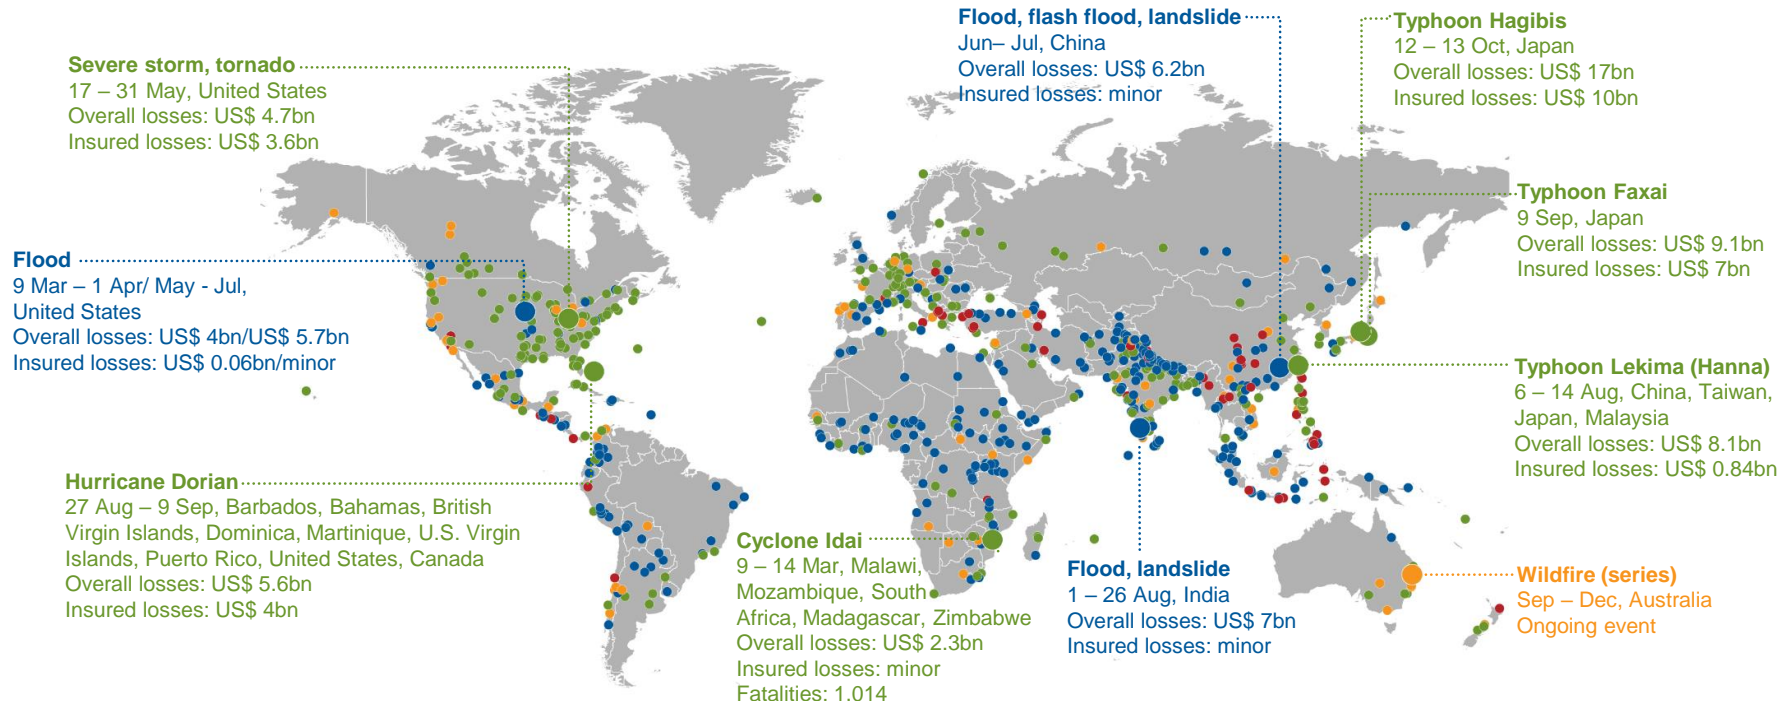 Severe storm, tornado
17 – 31 May, United States
Overall losses: US$ 4.7bn
Insured losses: US$ 3.6bn
Flood, flash flood, landslide
Jun– Jul, China
Overall losses: US$ 6.2bn
Insured losses: minor
Typhoon Hagibis
12 – 13 Oct, Japan
Overall losses: US$ 17bn
Insured losses: US$ 10bn
Typhoon Faxai
9 Sep, Japan
Overall losses: US$ 9.1bn
Insured losses: US$ 7bn
Flood
9 Mar – 1 Apr/ May - Jul,
United States
Overall losses: US$ 4bn/US$ 5.7bn
Insured losses: US$ 0.06bn/minor
Typhoon Lekima (Hanna)
6 – 14 Aug, China, Taiwan,
Japan, Malaysia
Overall losses: US$ 8.1bn
Insured losses: US$ 0.84bn
Hurricane Dorian
27 Aug – 9 Sep, Barbados, Bahamas, British
Virgin Islands, Dominica, Martinique, U.S. Virgin
Islands, Puerto Rico, United States, Canada
Overall losses: US$ 5.6bn
Insured losses: US$ 4bn
Cyclone Idai
9 – 14 Mar, Malawi,
Mozambique, South
Africa, Madagascar, Zimbabwe
Overall losses: US$ 2.3bn
Insured losses: minor
Fatalities: 1.014
Flood, landslide
1 – 26 Aug, India
Overall losses: US$ 7bn
Insured losses: minor
Wildfire (series)
Sep – Dec, Australia
Ongoing event